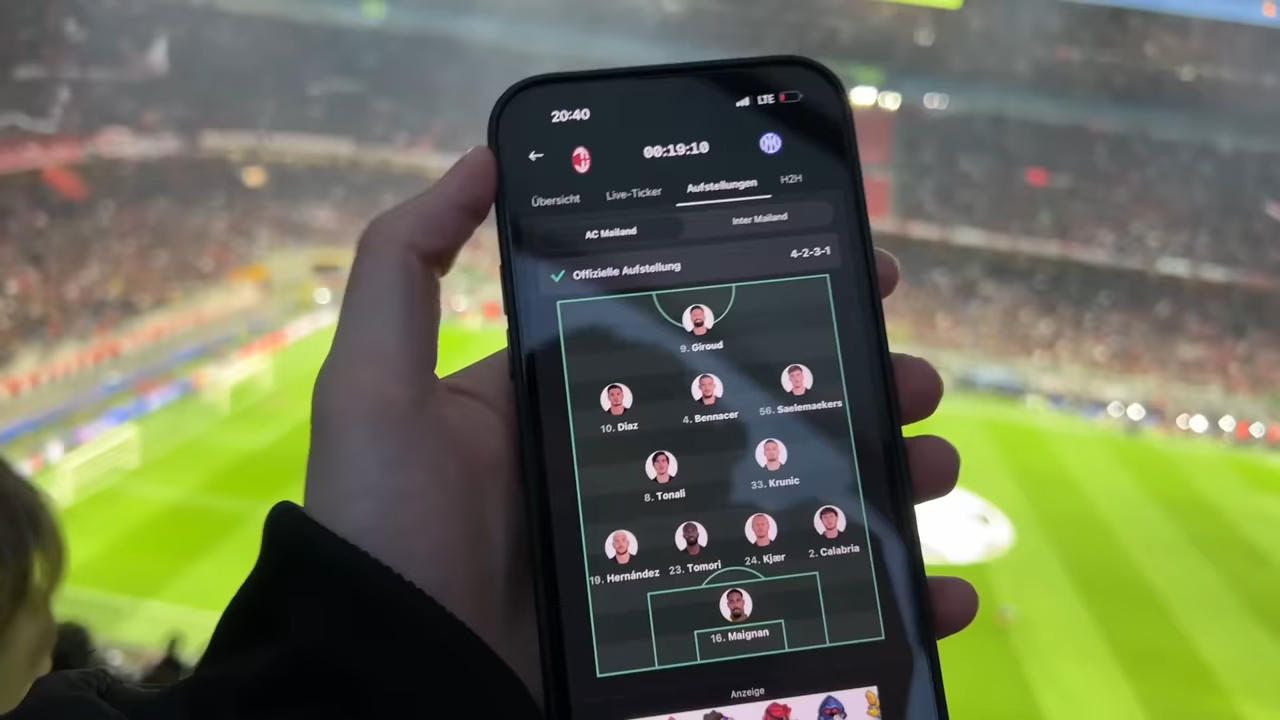 20:40
LTE
00:19:10
Übersicht Live-Ticker Aufstellungen H2H
AC Mailand Inter Mailand
Offizielle Aufstellung 4-2-3-1
9. Giroud
10. Díaz 4. Bennacer 56. Saelemaekers
8. Tonali 33. Krunic
19. Hernández 23. Tomori 24. Kjær 2. Calabria
16. Maignan
Anzeige